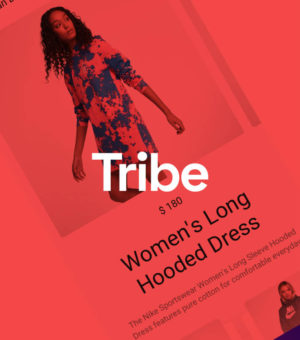 Tribe
$ 180
Women's Long
Hooded Dress
The Nike Sportswear Women's Long Sleeve Hooded
Dress features pure cotton for comfortable everyday